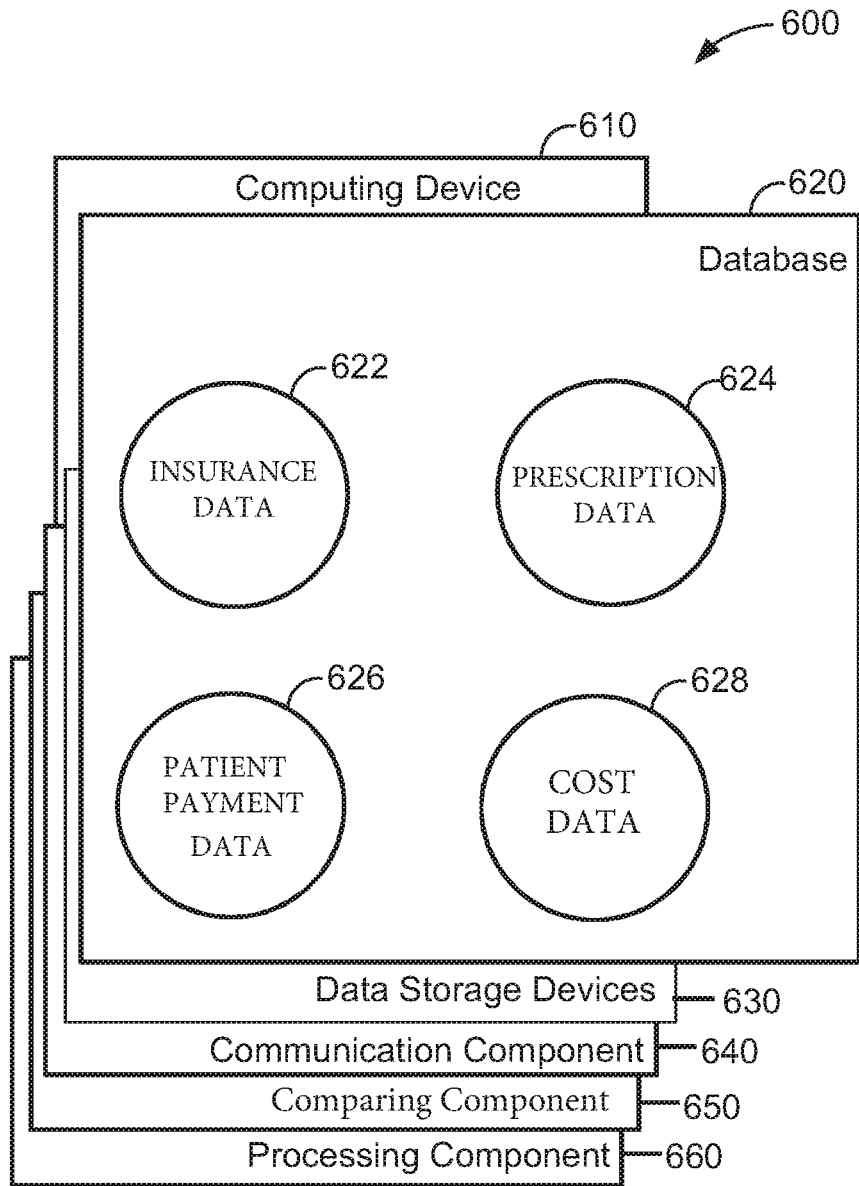 600
610
Computing Device
620
Database
622
INSURANCE
DATA
624
PRESCRIPTION
DATA
626
PATIENT
PAYMENT
DATA
628
COST
DATA
Data Storage Devices
630
Communication Component
640
Comparing Component
650
Processing Component
660